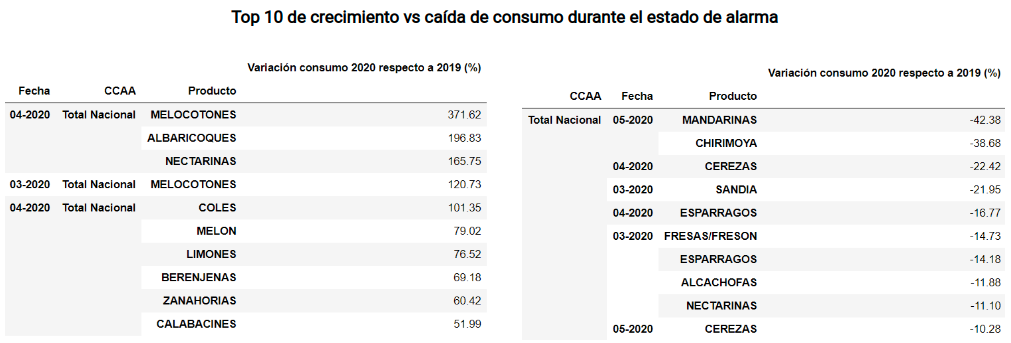 Top 10 de crecimiento vs caída de consumo durante el estado de alarma
Variación consumo 2020 respecto a 2019 (%)
Fecha CCAA Producto
04-2020 Total Nacional MELOCOTONES 371.62
ALBARICOQUES 196.83
NECTARINAS 165.75
03-2020 Total Nacional MELOCOTONES 120.73
04-2020 Total Nacional COLES 101.35
MELON 79.02
LIMONES 76.52
BERENJENAS 69.18
ZANAHORIAS 60.42
CALABACINES 51.99
Variación consumo 2020 respecto a 2019 (%)
CCAA Fecha Producto
Total Nacional 05-2020 MANDARINAS -42.38
CHIRIMOYA -38.68
04-2020 CEREZAS -22.42
03-2020 SANDIA -21.95
04-2020 ESPARRAGOS -16.77
03-2020 FRESAS/FRESON -14.73
ESPARRAGOS -14.18
ALCACHOFAS -11.88
NECTARINAS -11.10
05-2020 CEREZAS -10.28